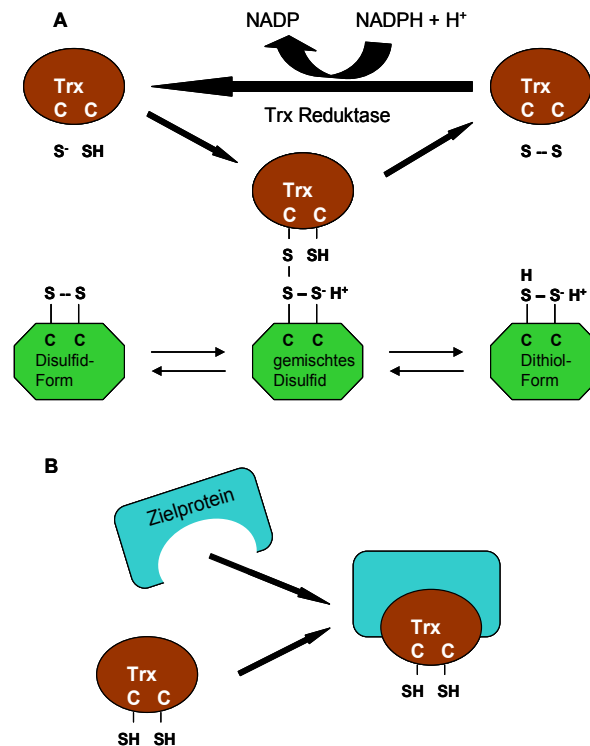 A
NADP
NADPH + H⁺
Trx
C C
S⁻ SH
Trx Reduktase
Trx
C C
S -- S
Trx
C C
S SH
S -- S
C C
Disulfid-
Form
S – S⁻ H⁺
C C
gemischtes
Disulfid
H
S – S⁻ H⁺
C C
Dithiol-
Form
B
Zielprotein
Trx
C C
SH SH
Trx
C C
SH SH